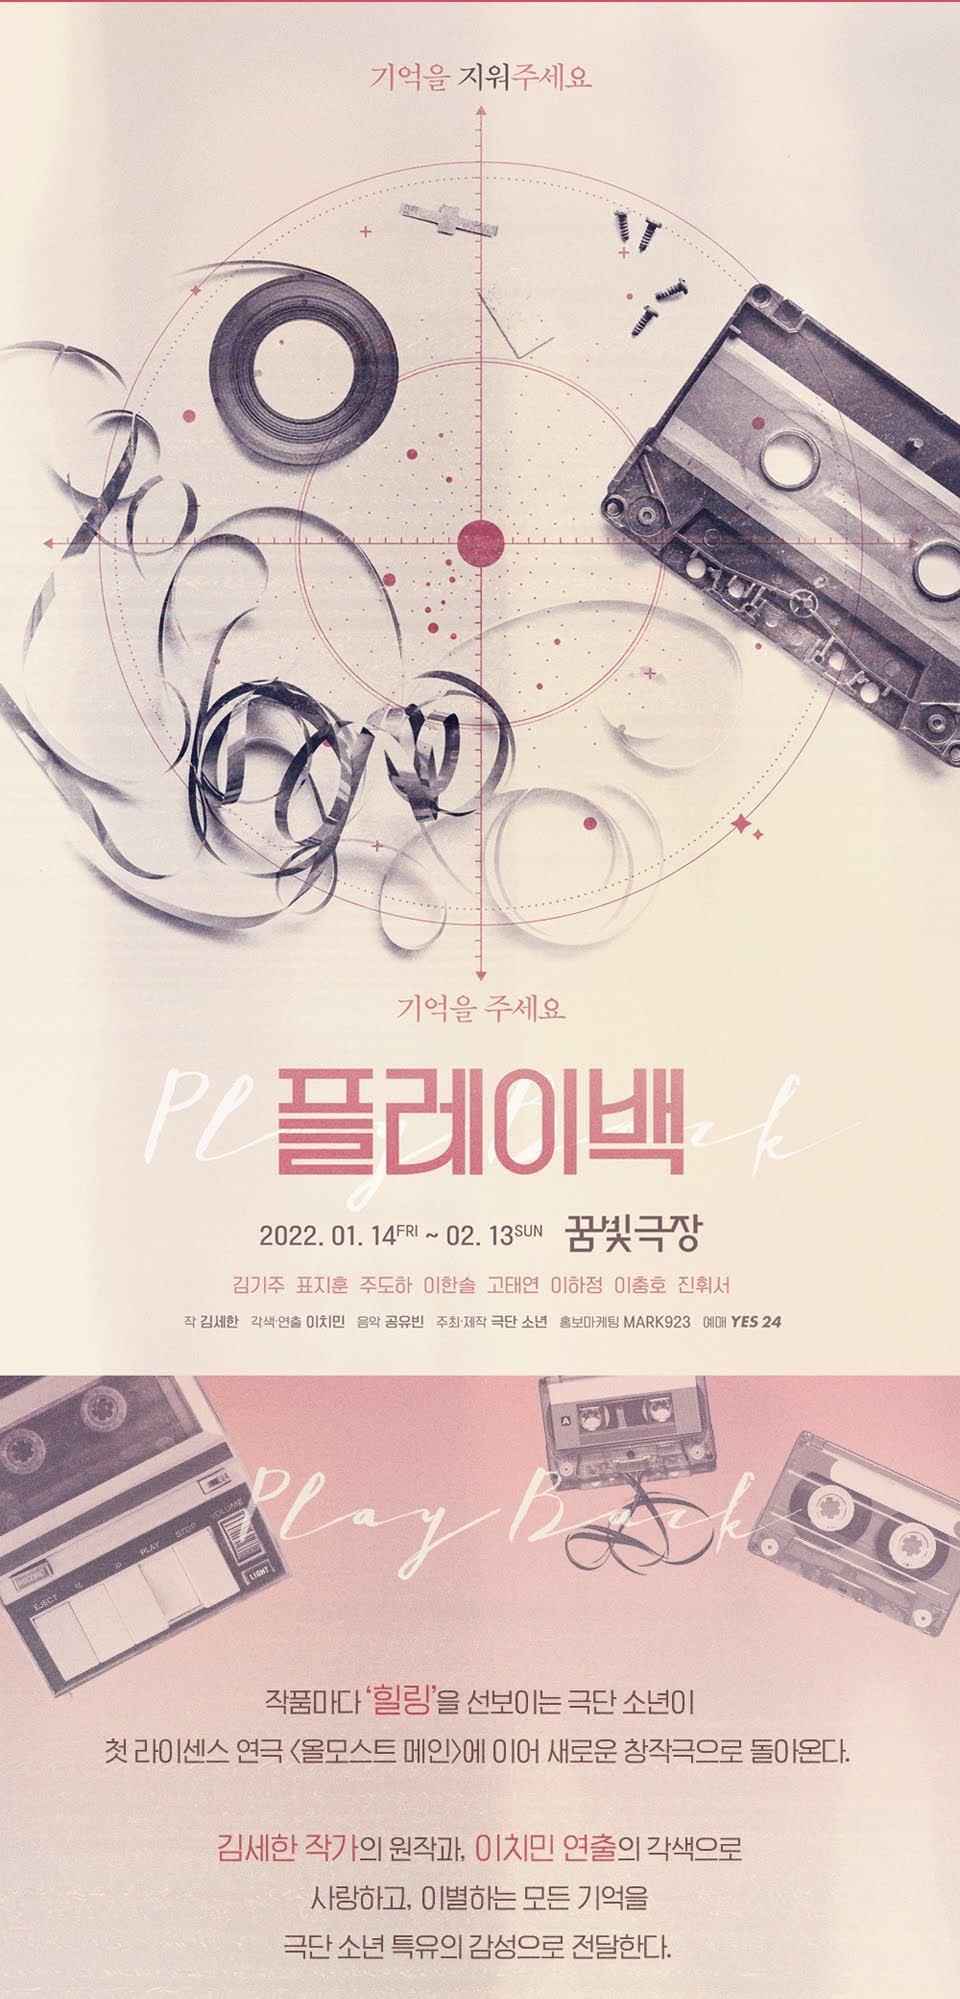 기억을 지워주세요
기억을 주세요
Play Back
플레이백
2022. 01. 14FRI ~ 02. 13SUN 꿈빛극장
김기주 표지훈 주도하 이한솔 고태연 이하정 이충호 진휘서
작 김세한 각색·연출 이치민 음악 공유빈 주최·제작 극단 소년 홍보마케팅 MARK923 예매 YES 24
A
Play Back
VOLUME
STOP
PLAY
RECORD
EJECT
LIGHT
작품마다 ‘힐링’을 선보이는 극단 소년이
첫 라이센스 연극 <올모스트 메인>에 이어 새로운 창작극으로 돌아온다.
김세한 작가의 원작과, 이치민 연출의 각색으로
사랑하고, 이별하는 모든 기억을
극단 소년 특유의 감성으로 전달한다.